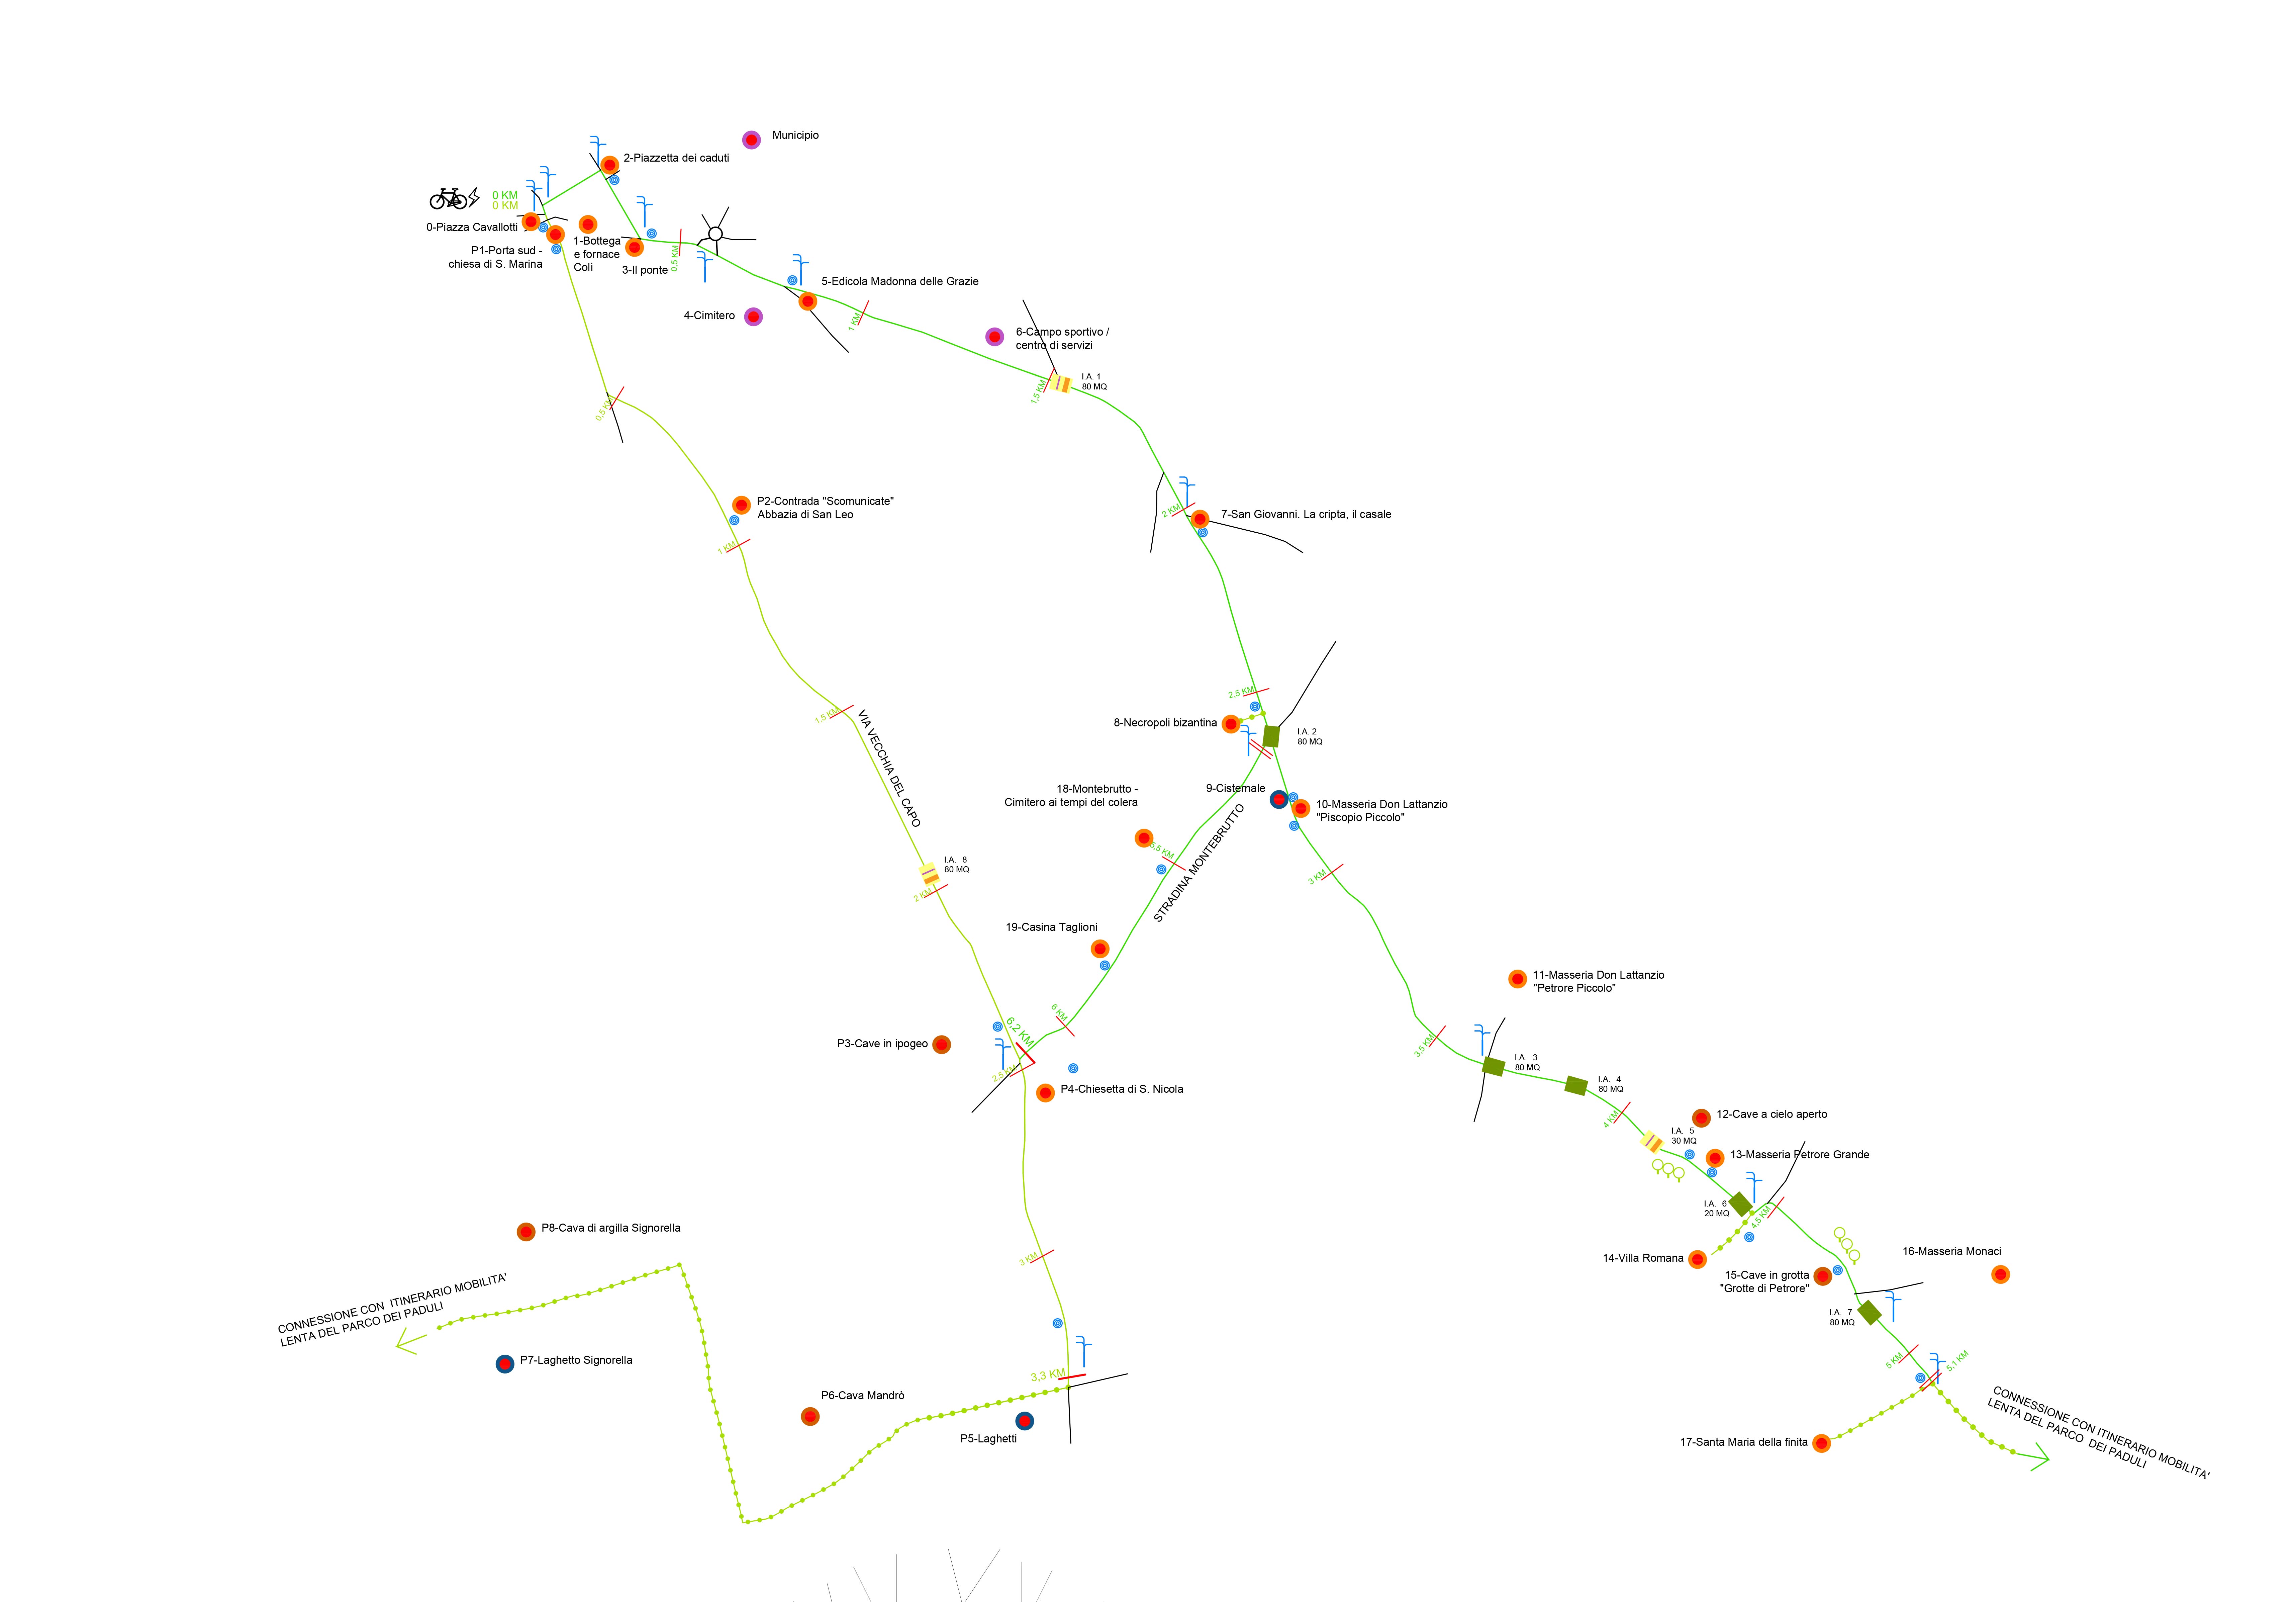 Municipio
2-Piazzetta dei caduti
0 KM
0 KM
0-Piazza Cavallotti
P1-Porta sud -
chiesa di S. Marina
1-Bottega
e fornace
Colì
3-Il ponte
0,5 KM
5-Edicola Madonna delle Grazie
4-Cimitero
1 KM
6-Campo sportivo /
centro di servizi
I.A. 1
80 MQ
1,5 KM
0,5 KM
P2-Contrada "Scomunicate"
Abbazia di San Leo
1 KM
2 KM
7-San Giovanni. La cripta, il casale
2,5 KM
8-Necropoli bizantina
I.A. 2
80 MQ
1,5 KM
VIA VECCHIA DEL CAPO
18-Montebrutto -
Cimitero ai tempi del colera
9-Cisternale
10-Masseria Don Lattanzio
"Piscopio Piccolo"
5,5 KM
STRADINA MONTEBRUTTO
3 KM
I.A. 8
80 MQ
2 KM
19-Casina Taglioni
11-Masseria Don Lattanzio
"Petrore Piccolo"
6 KM
6,2 KM
P3-Cave in ipogeo
2,5 KM
P4-Chiesetta di S. Nicola
3,5 KM
I.A. 3
80 MQ
I.A. 4
80 MQ
4 KM
12-Cave a cielo aperto
I.A. 5
30 MQ
13-Masseria Petrore Grande
I.A. 6
20 MQ
4,5 KM
14-Villa Romana
16-Masseria Monaci
15-Cave in grotta
"Grotte di Petrore"
I.A. 7
80 MQ
P8-Cava di argilla Signorella
3 KM
CONNESSIONE CON ITINERARIO MOBILITA'
LENTA DEL PARCO DEI PADULI
P7-Laghetto Signorella
3,3 KM
P6-Cava Mandrò
P5-Laghetti
5 KM
5,1 KM
17-Santa Maria della finita
CONNESSIONE CON ITINERARIO MOBILITA'
LENTA DEL PARCO DEI PADULI